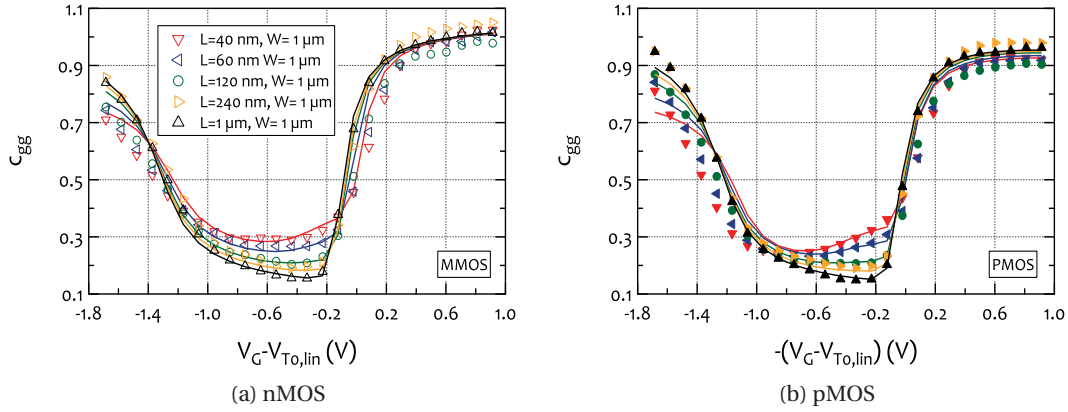 1.1
0.9
0.7
0.5
0.3
0.1
c_gg
L=40 nm, W= 1 µm
L=60 nm W= 1 µm
L=120 nm, W= 1 µm
L=240 nm, W= 1 µm
L=1 µm, W= 1 µm
MMOS
-1.8 -1.4 -1.0 -0.6 -0.2 0.2 0.6 1.0
V_G-V_T0,lin (V)
(a) nMOS
1.1
0.9
0.7
0.5
0.3
0.1
c_gg
PMOS
-1.8 -1.4 -1.0 -0.6 -0.2 0.2 0.6 1.0
-(V_G-V_T0,lin) (V)
(b) pMOS